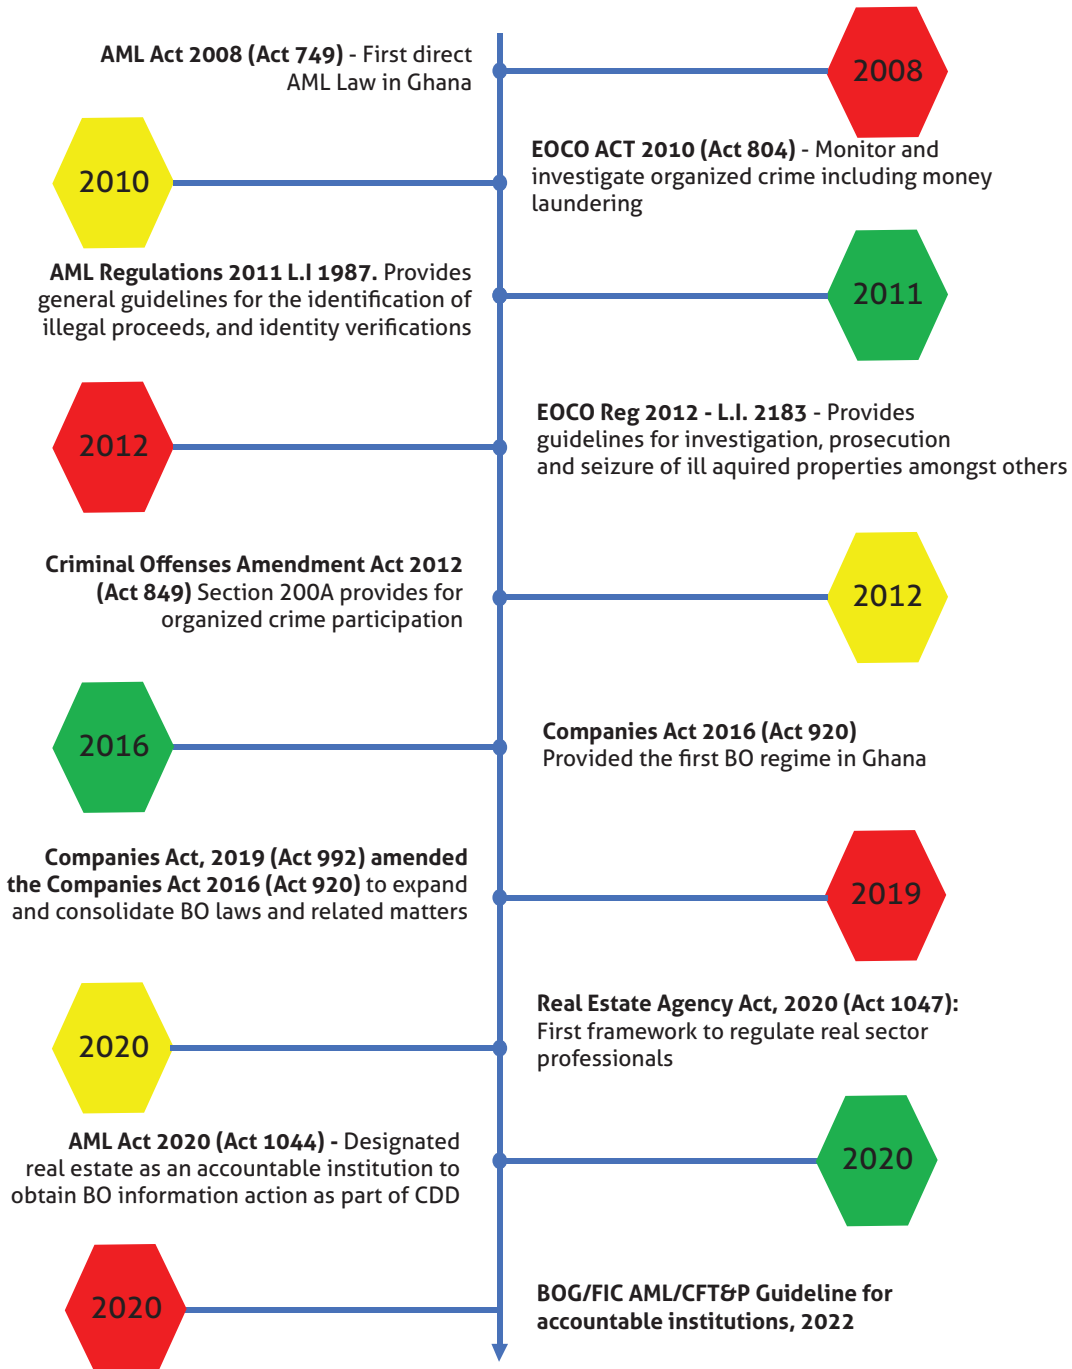 AML Act 2008 (Act 749) - First direct
AML Law in Ghana
2008
2010
EOCO ACT 2010 (Act 804) - Monitor and
investigate organized crime including money
laundering
AML Regulations 2011 L.I 1987. Provides
general guidelines for the identification of
illegal proceeds, and identity verifications
2011
2012
EOCO Reg 2012 - L.I. 2183 - Provides
guidelines for investigation, prosecution
and seizure of ill aquired properties amongst others
Criminal Offenses Amendment Act 2012
(Act 849) Section 200A provides for
organized crime participation
2012
2016
Companies Act 2016 (Act 920)
Provided the first BO regime in Ghana
Companies Act, 2019 (Act 992) amended
the Companies Act 2016 (Act 920) to expand
and consolidate BO laws and related matters
2019
2020
Real Estate Agency Act, 2020 (Act 1047):
First framework to regulate real sector
professionals
AML Act 2020 (Act 1044) - Designated
real estate as an accountable institution to
obtain BO information action as part of CDD
2020
2020
BOG/FIC AML/CFT&P Guideline for
accountable institutions, 2022